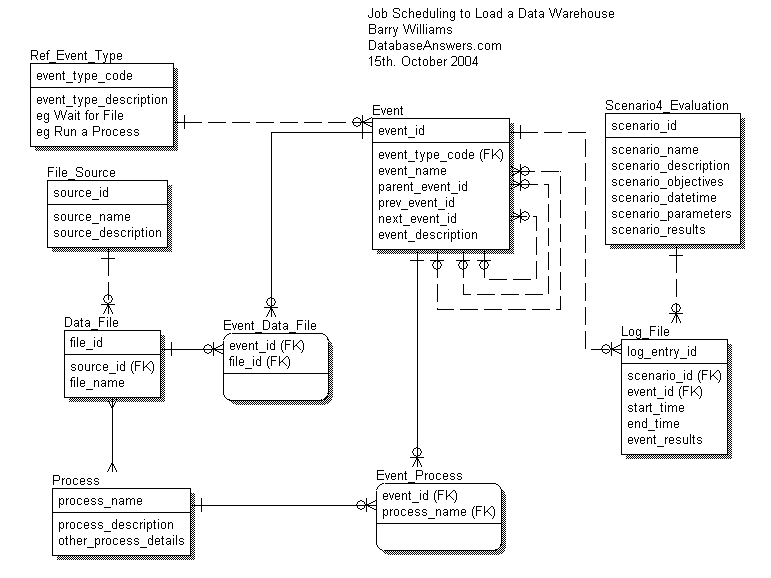 Job Scheduling to Load a Data Warehouse
Barry Williams
DatabaseAnswers.com
15th. October 2004
Ref_Event_Type
event_type_code
event_type_description
eg Wait for File
eg Run a Process
Event
event_id
event_type_code (FK)
event_name
parent_event_id
prev_event_id
next_event_id
event_description
Scenario4_Evaluation
scenario_id
scenario_name
scenario_description
scenario_objectives
scenario_datetime
scenario_parameters
scenario_results
File_Source
source_id
source_name
source_description
Data_File
file_id
source_id (FK)
file_name
Event_Data_File
event_id (FK)
file_id (FK)
Log_File
log_entry_id
scenario_id (FK)
event_id (FK)
start_time
end_time
event_results
Process
process_name
process_description
other_process_details
Event_Process
event_id (FK)
process_name (FK)